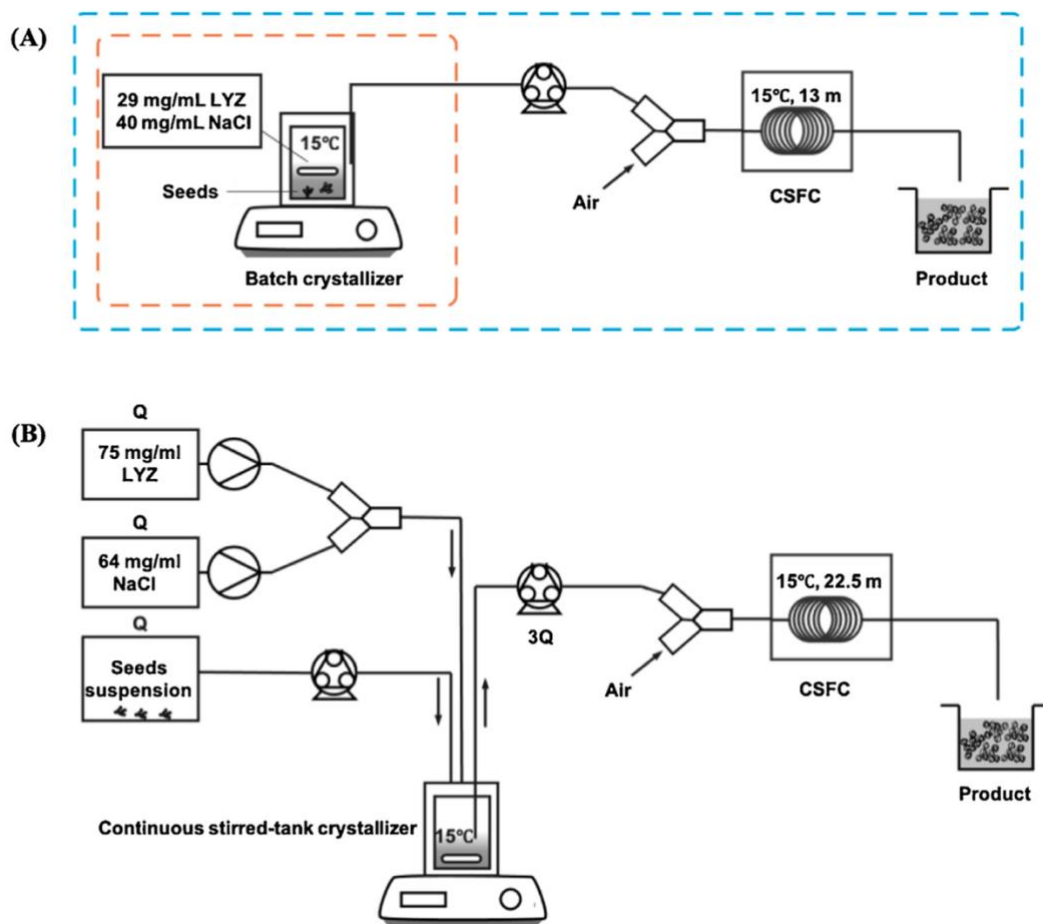 (A)
29 mg/mL LYZ
40 mg/mL NaCl
15℃
Seeds
Batch crystallizer
Air
15℃, 13 m
CSFC
Product
(B)
Q
75 mg/ml
LYZ
Q
64 mg/ml
NaCl
Q
Seeds
suspension
3Q
Air
15℃, 22.5 m
CSFC
Product
Continuous stirred-tank crystallizer
15℃